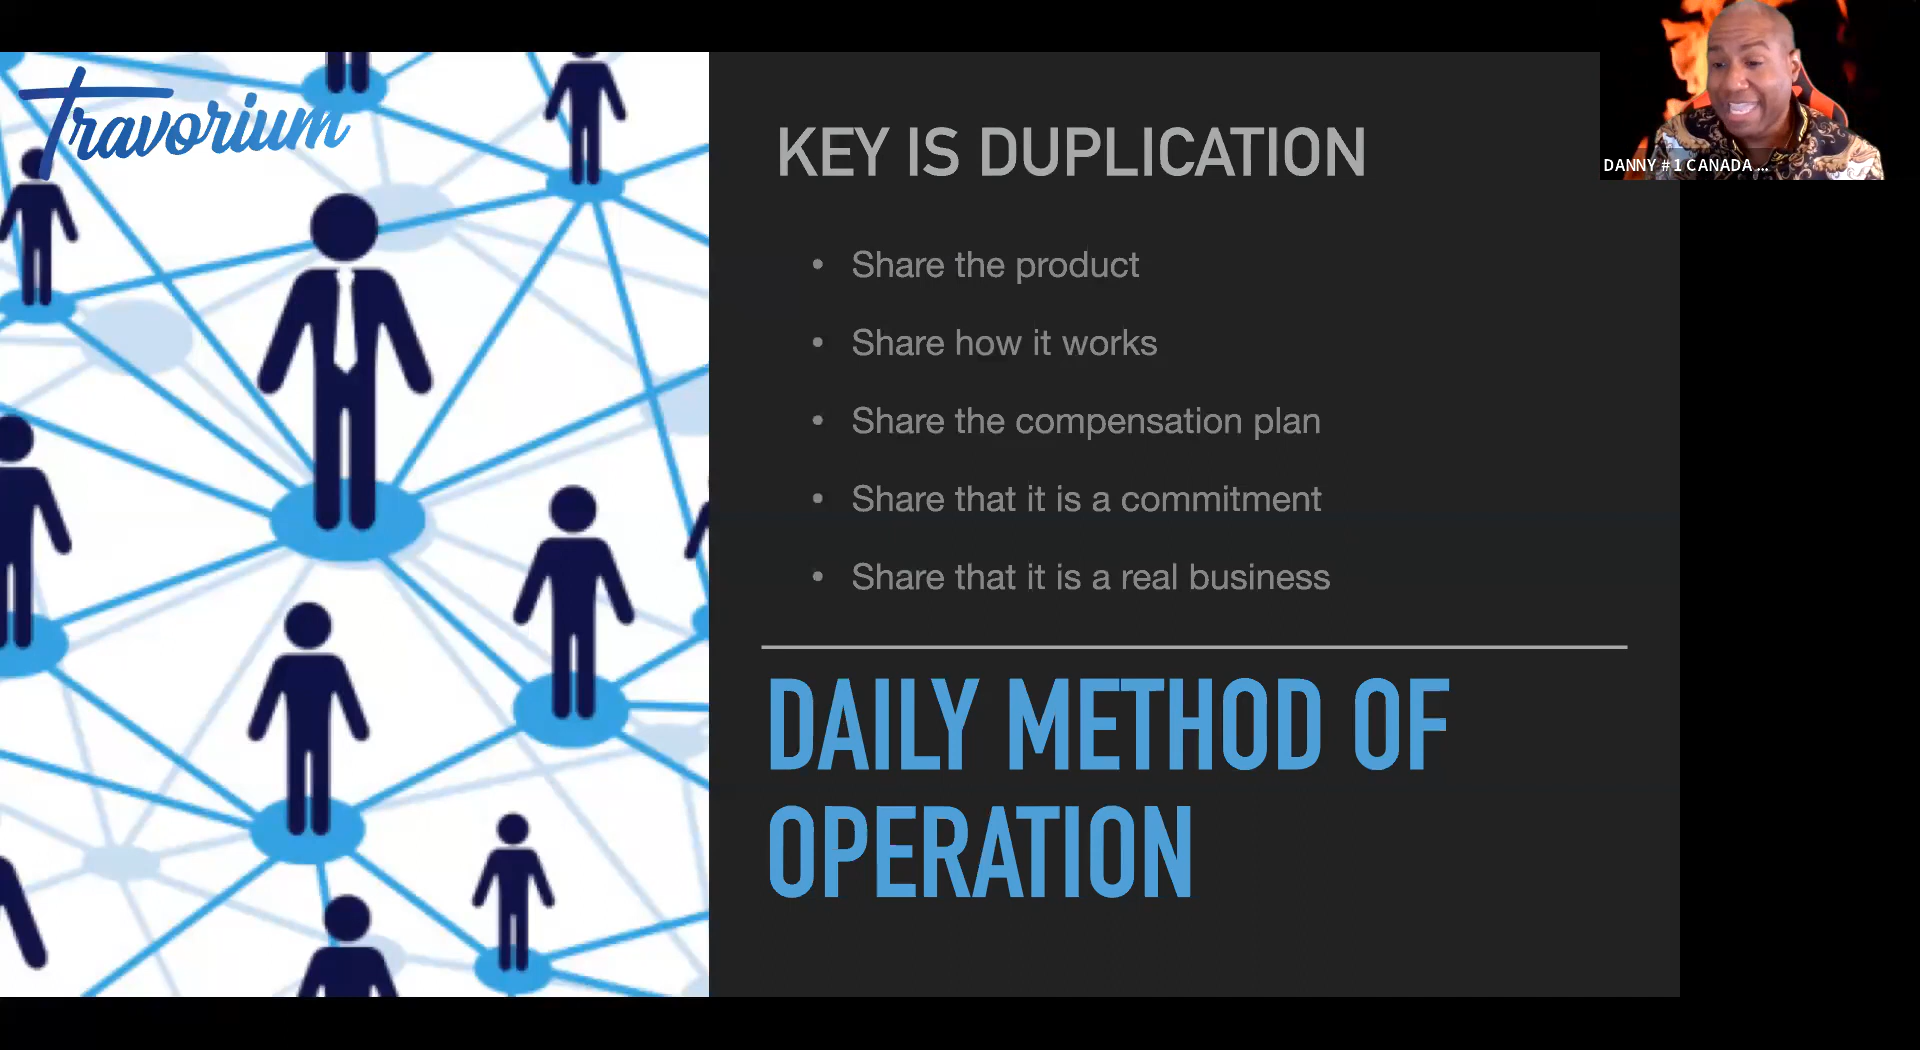 Travorium
KEY IS DUPLICATION
• Share the product
• Share how it works
• Share the compensation plan
• Share that it is a commitment
• Share that it is a real business
DAILY METHOD OF
OPERATION
DANNY # 1 CANADA ...